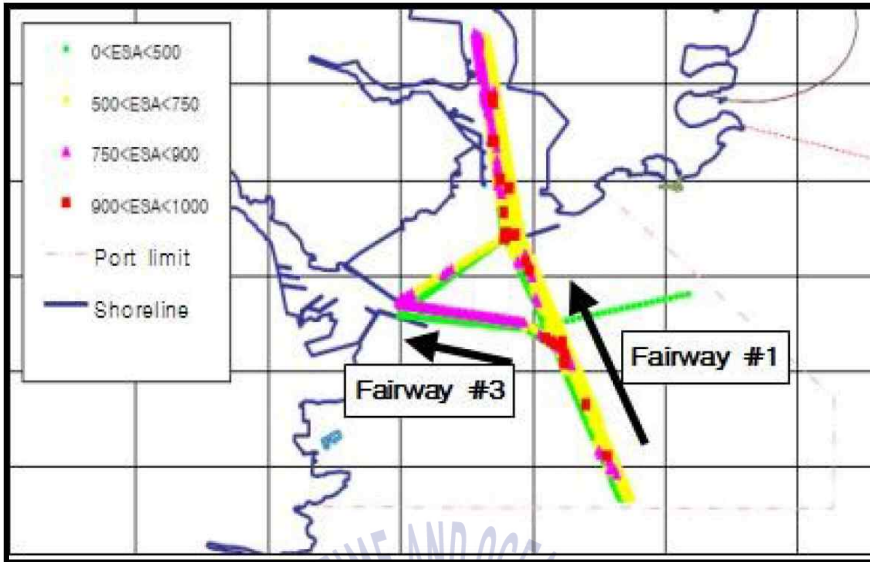 0<ESA<500
500<ESA<750
750<ESA<900
900<ESA<1000
Port limit
Shoreline
Fairway #1
Fairway #3
AND